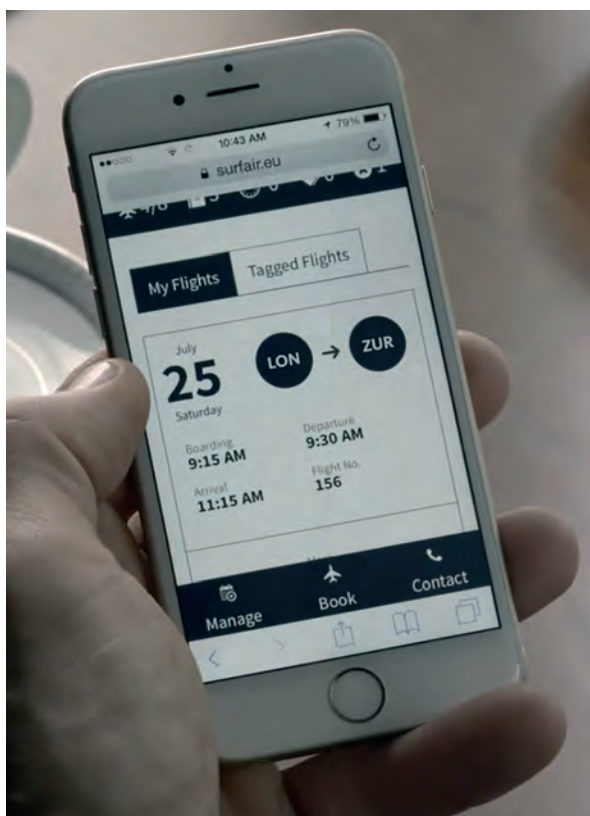 10:43 AM
79%
surfair.eu
My Flights
Tagged Flights
July
25
Saturday
LON → ZUR
Boarding
9:15 AM
Departure
9:30 AM
Arrival
11:15 AM
Flight No.
156
Manage
Book
Contact